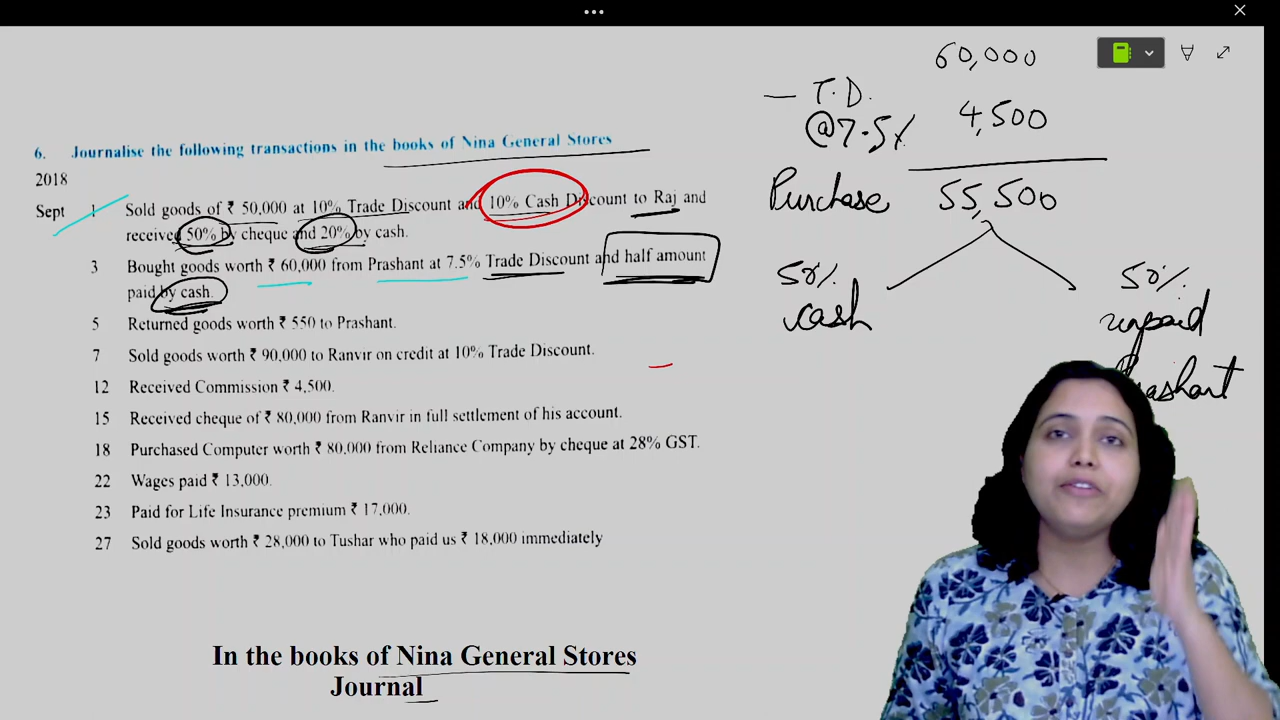 6. Journalise the following transactions in the books of Nina General Stores
2018
Sept 1 Sold goods of ₹ 50,000 at 10% Trade Discount and 10% Cash Discount to Raj and
received 50% by cheque and 20% by cash.
3 Bought goods worth ₹ 60,000 from Prashant at 7.5% Trade Discount and half amount
paid by cash.
5 Returned goods worth ₹ 550 to Prashant.
7 Sold goods worth ₹ 90,000 to Ranvir on credit at 10% Trade Discount.
12 Received Commission ₹ 4,500.
15 Received cheque of ₹ 80,000 from Ranvir in full settlement of his account.
18 Purchased Computer worth ₹ 80,000 from Reliance Company by cheque at 28% GST.
22 Wages paid ₹ 13,000.
23 Paid for Life Insurance premium ₹ 17,000.
27 Sold goods worth ₹ 28,000 to Tushar who paid us ₹ 18,000 immediately
In the books of Nina General Stores
Journal
60,000
— T.D.
@7.5% 4,500
Purchase 55,500
50% 50%
cash unpaid
Prashant